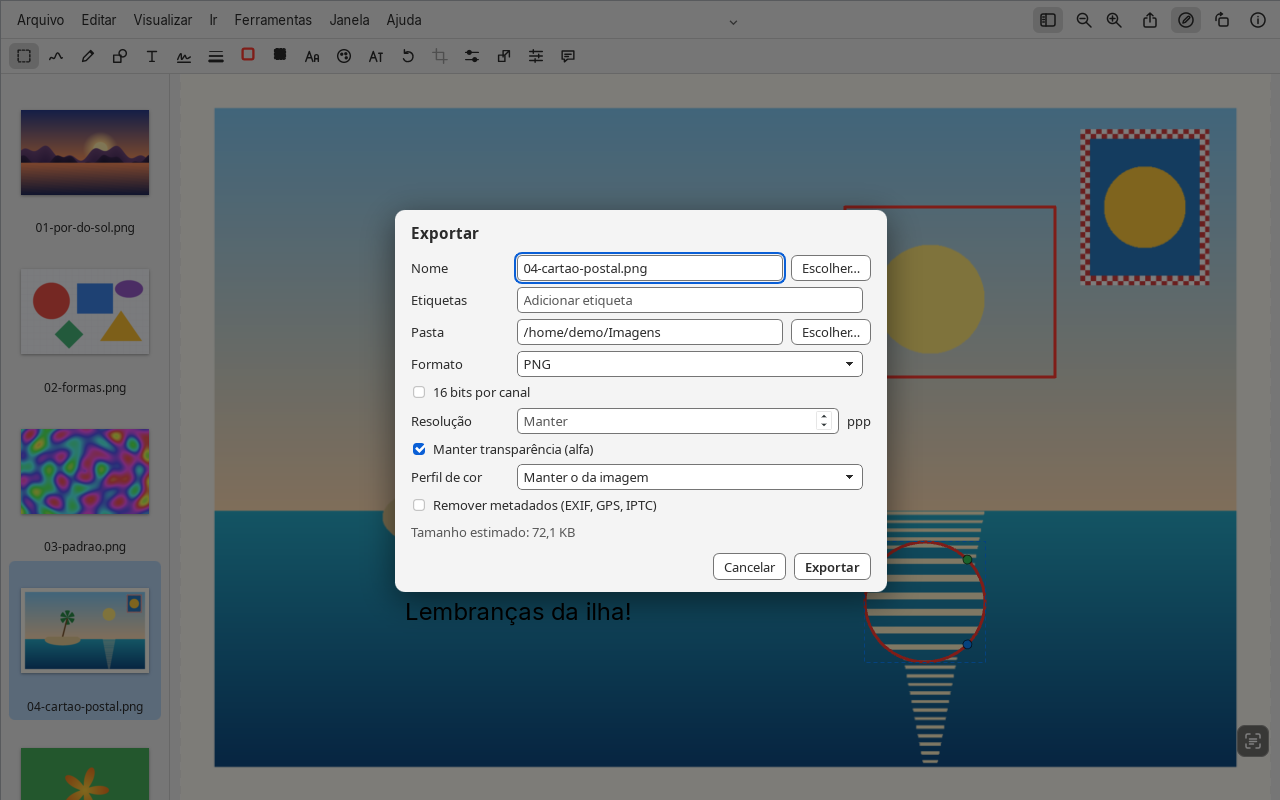 Arquivo Editar Visualizar Ir Ferramentas Janela Ajuda
01-por-do-sol.png
02-formas.png
03-padrao.png
04-cartao-postal.png
Exportar
Nome 04-cartao-postal.png Escolher...
Etiquetas Adicionar etiqueta
Pasta /home/demo/Imagens Escolher...
Formato PNG
16 bits por canal
Resolução Manter ppp
Manter transparência (alfa)
Perfil de cor Manter o da imagem
Remover metadados (EXIF, GPS, IPTC)
Tamanho estimado: 72,1 KB
Cancelar Exportar
Lembranças da ilha!